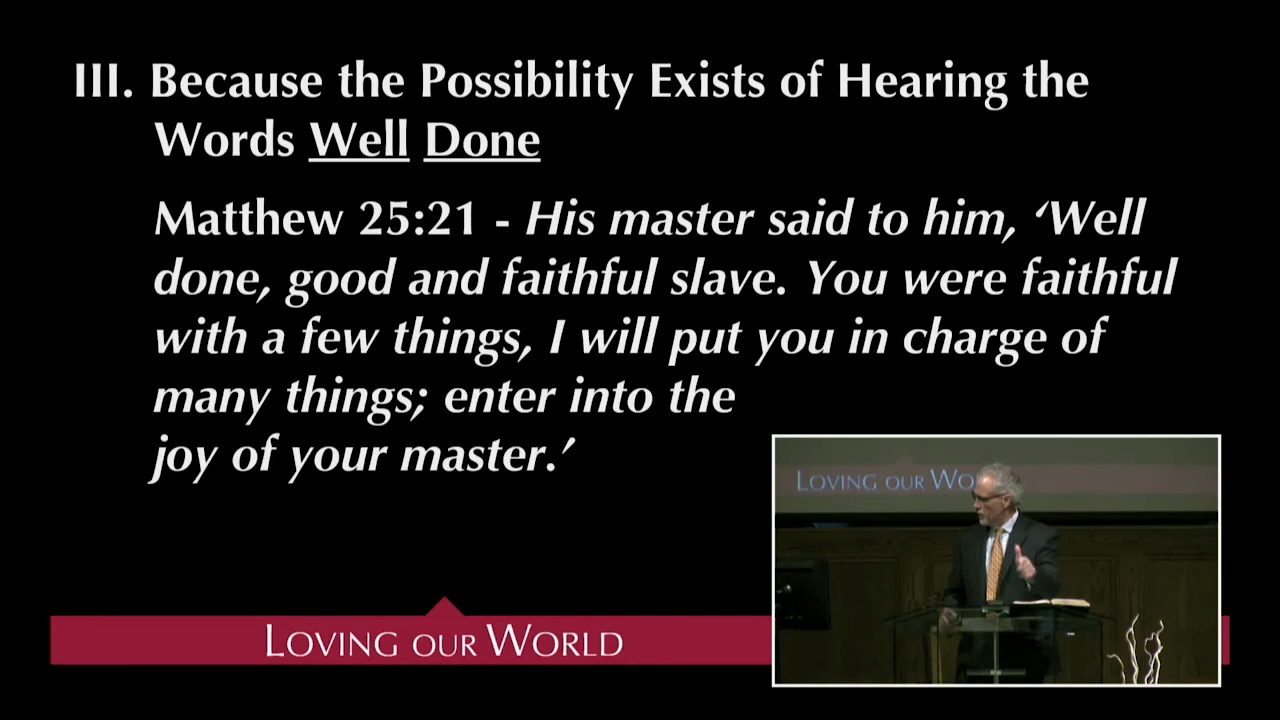 III. Because the Possibility Exists of Hearing the
Words Well Done
Matthew 25:21 - His master said to him, ‘Well
done, good and faithful slave. You were faithful
with a few things, I will put you in charge of
many things; enter into the
joy of your master.’
LOVING OUR WORLD
LOVING OUR